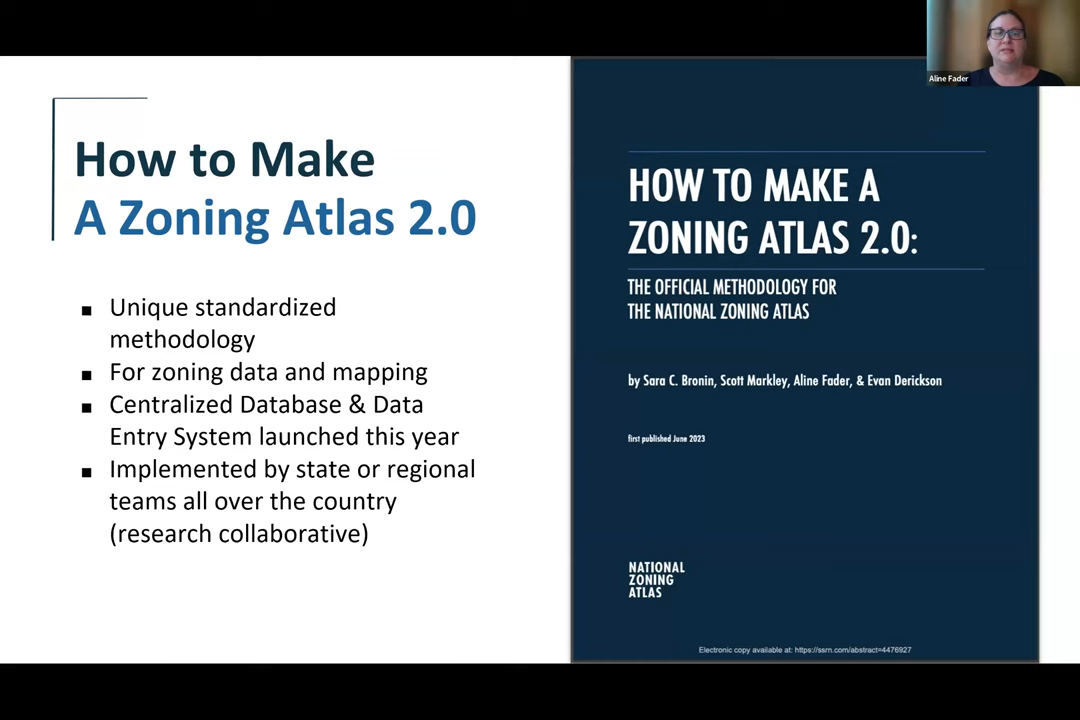 How to Make
A Zoning Atlas 2.0
■ Unique standardized
methodology
■ For zoning data and mapping
■ Centralized Database & Data
Entry System launched this year
■ Implemented by state or regional
teams all over the country
(research collaborative)
HOW TO MAKE A
ZONING ATLAS 2.0:
THE OFFICIAL METHODOLOGY FOR
THE NATIONAL ZONING ATLAS
by Sara C. Bronin, Scott Markley, Aline Fader, & Evan Derickson
first published June 2023
NATIONAL
ZONING
ATLAS
Electronic copy available at: https://ssrn.com/abstract=4476927
Aline Fader